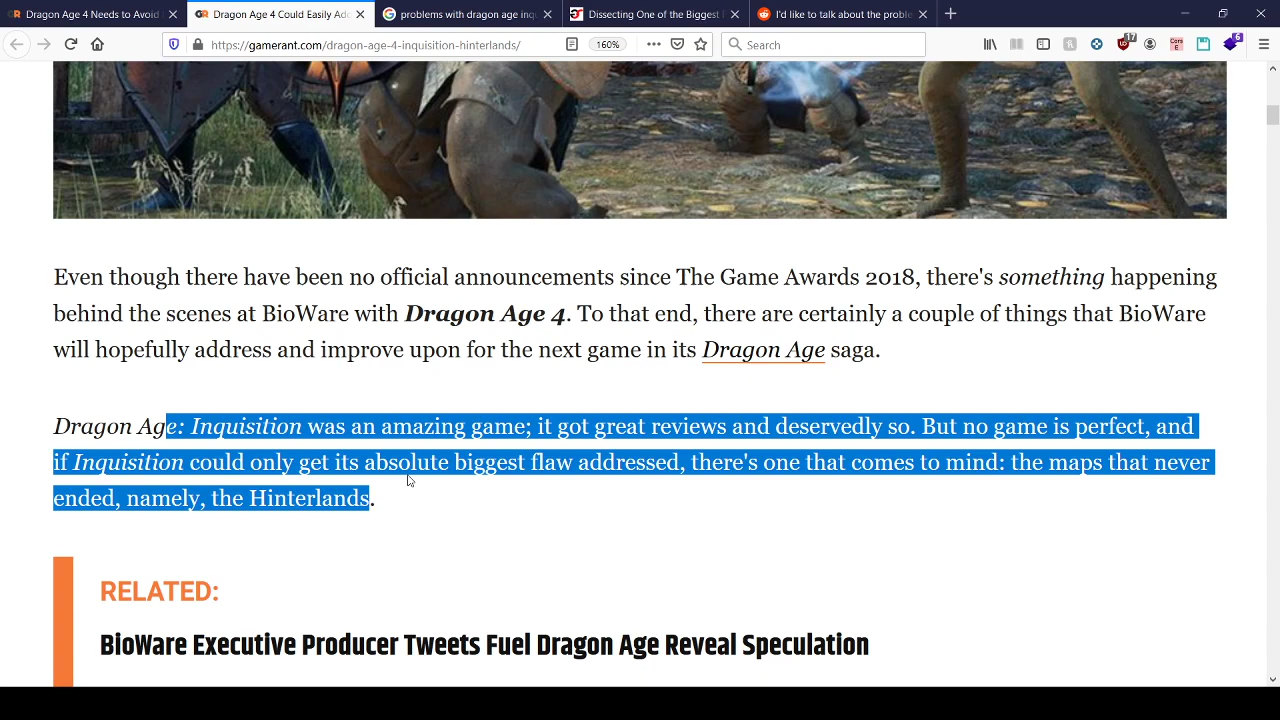 Dragon Age 4 Needs to Avoid
Dragon Age 4 Could Easily Add
problems with dragon age inqu
Dissecting One of the Biggest
I'd like to talk about the proble
https://gamerant.com/dragon-age-4-inquisition-hinterlands/
160%
Search
17
6
Even though there have been no official announcements since The Game Awards 2018, there's something happening
behind the scenes at BioWare with Dragon Age 4. To that end, there are certainly a couple of things that BioWare
will hopefully address and improve upon for the next game in its Dragon Age saga.
Dragon Age: Inquisition was an amazing game; it got great reviews and deservedly so. But no game is perfect, and
if Inquisition could only get its absolute biggest flaw addressed, there's one that comes to mind: the maps that never
ended, namely, the Hinterlands.
RELATED:
BioWare Executive Producer Tweets Fuel Dragon Age Reveal Speculation